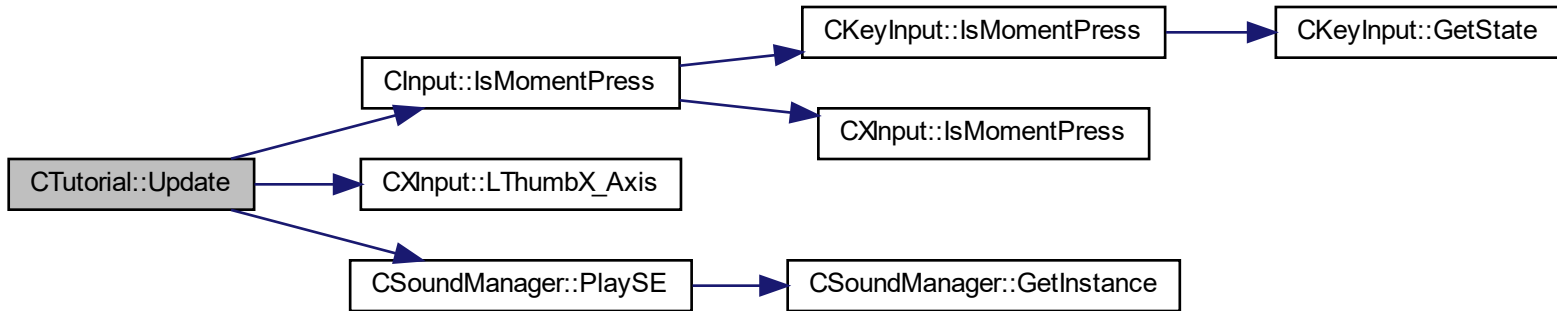 CTutorial::Update
CInput::IsMomentPress
CKeyInput::IsMomentPress
CKeyInput::GetState
CXInput::IsMomentPress
CXInput::LThumbX_Axis
CSoundManager::PlaySE
CSoundManager::GetInstance